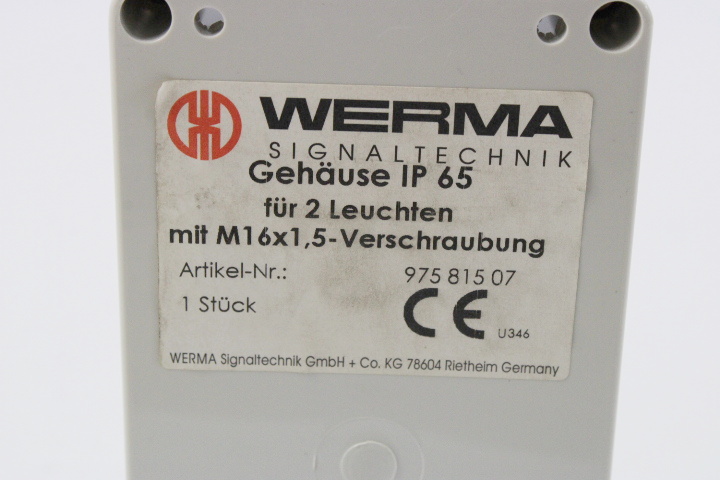 WERMA
SIGNALTECHNIK
Gehäuse IP 65
für 2 Leuchten
mit M16x1,5-Verschraubung
Artikel-Nr.: 975 815 07
1 Stück CE U346
WERMA Signaltechnik GmbH + Co. KG 78604 Rietheim Germany